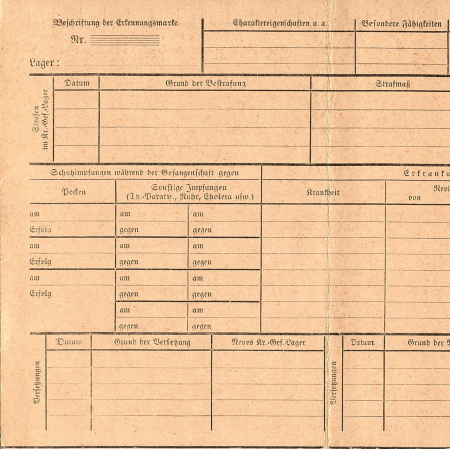 Beschriftung der Erkennungsmarke
Nr.
Lager:
Charaktereigenschaften u. a.
Besondere Fähigkeiten
Strafen
im Kr.-Gef.-Lager
Datum Grund der Bestrafung Strafmaß
Schutzimpfungen während der Gefangenschaft gegen
Erkranku
Pocken
Sonstige Impfungen
(Ty.-Paraty., Ruhr, Cholera usw.)
Krankheit
Revi
von
am am am
Erfolg gegen gegen
am am am
Erfolg gegen gegen
am am am
Erfolg gegen gegen
am am
gegen gegen
Versetzungen
Datum Grund der Versetzung Neues Kr.-Gef.-Lager
Versetzungen
Datum Grund der V